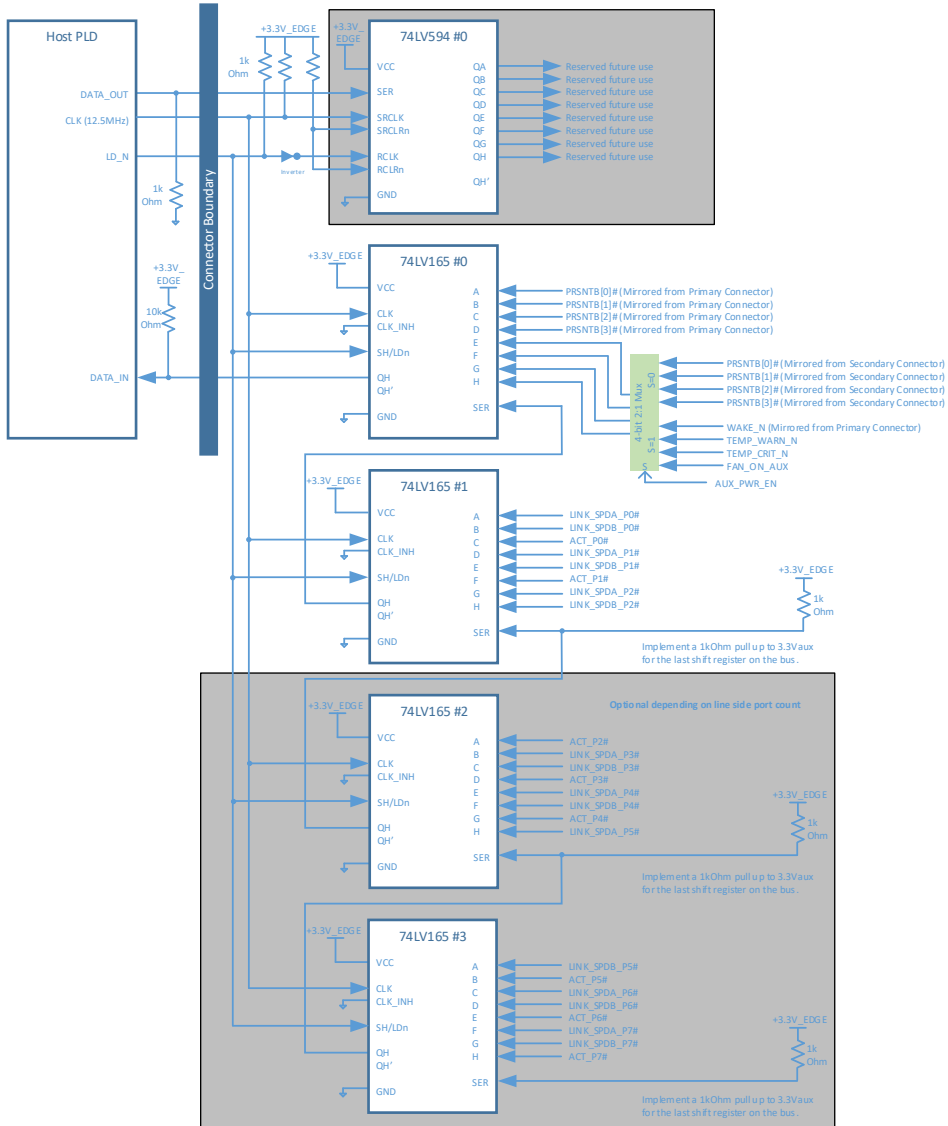 Host PLD
DATA_OUT
CLK (12.5MHz)
LD_N
1k
Ohm
+3.3V_
EDGE
10k
Ohm
DATA_IN
Connector Boundary
+3.3V_EDGE
1k
Ohm
Inverter
+3.3V_
EDGE
74LV594 #0
VCC
SER
SRCLK
SRCLRn
RCLK
RCLRn
GND
QA
QB
QC
QD
QE
QF
QG
QH
QH'
Reserved future use
Reserved future use
Reserved future use
Reserved future use
Reserved future use
Reserved future use
Reserved future use
Reserved future use
+3.3V_EDGE
74LV165 #0
VCC
CLK
CLK_INH
SH/LDn
QH
QH'
GND
A
B
C
D
E
F
G
H
SER
PRSNTB[0]# (Mirrored from Primary Connector)
PRSNTB[1]# (Mirrored from Primary Connector)
PRSNTB[2]# (Mirrored from Primary Connector)
PRSNTB[3]# (Mirrored from Primary Connector)
4-bit 2:1 Mux
S=0
S=1
S
PRSNTB[0]# (Mirrored from Secondary Connector)
PRSNTB[1]# (Mirrored from Secondary Connector)
PRSNTB[2]# (Mirrored from Secondary Connector)
PRSNTB[3]# (Mirrored from Secondary Connector)
WAKE_N (Mirrored from Primary Connector)
TEMP_WARN_N
TEMP_CRIT_N
FAN_ON_AUX
AUX_PWR_EN
+3.3V_EDGE
74LV165 #1
VCC
CLK
CLK_INH
SH/LDn
QH
QH'
GND
A
B
C
D
E
F
G
H
SER
LINK_SPDA_P0#
LINK_SPDB_P0#
ACT_P0#
LINK_SPDA_P1#
LINK_SPDB_P1#
ACT_P1#
LINK_SPDA_P2#
LINK_SPDB_P2#
+3.3V_EDGE
1k
Ohm
Implement a 1kOhm pull up to 3.3Vaux
for the last shift register on the bus.
Optional depending on line side port count
+3.3V_EDGE
74LV165 #2
VCC
CLK
CLK_INH
SH/LDn
QH
QH'
GND
A
B
C
D
E
F
G
H
SER
ACT_P2#
LINK_SPDA_P3#
LINK_SPDB_P3#
ACT_P3#
LINK_SPDA_P4#
LINK_SPDB_P4#
ACT_P4#
LINK_SPDA_P5#
+3.3V_EDGE
1k
Ohm
Implement a 1kOhm pull up to 3.3Vaux
for the last shift register on the bus.
+3.3V_EDGE
74LV165 #3
VCC
CLK
CLK_INH
SH/LDn
QH
QH'
GND
A
B
C
D
E
F
G
H
SER
LINK_SPDB_P5#
ACT_P5#
LINK_SPDA_P6#
LINK_SPDB_P6#
ACT_P6#
LINK_SPDA_P7#
LINK_SPDB_P7#
ACT_P7#
+3.3V_EDGE
1k
Ohm
Implement a 1kOhm pull up to 3.3Vaux
for the last shift register on the bus.